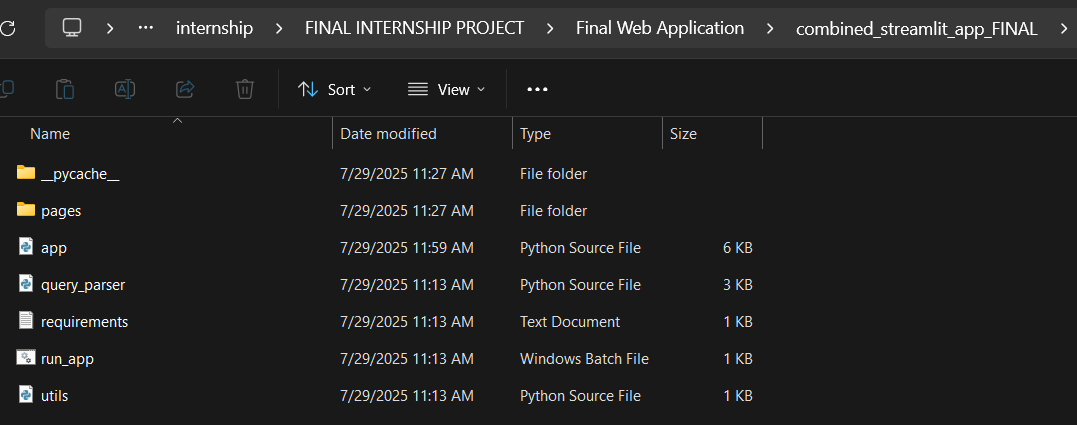 ··· internship FINAL INTERNSHIP PROJECT Final Web Application combined_streamlit_app_FINAL
Sort View ···
Name Date modified Type Size
__pycache__ 7/29/2025 11:27 AM File folder
pages 7/29/2025 11:27 AM File folder
app 7/29/2025 11:59 AM Python Source File 6 KB
query_parser 7/29/2025 11:13 AM Python Source File 3 KB
requirements 7/29/2025 11:13 AM Text Document 1 KB
run_app 7/29/2025 11:13 AM Windows Batch File 1 KB
utils 7/29/2025 11:13 AM Python Source File 1 KB